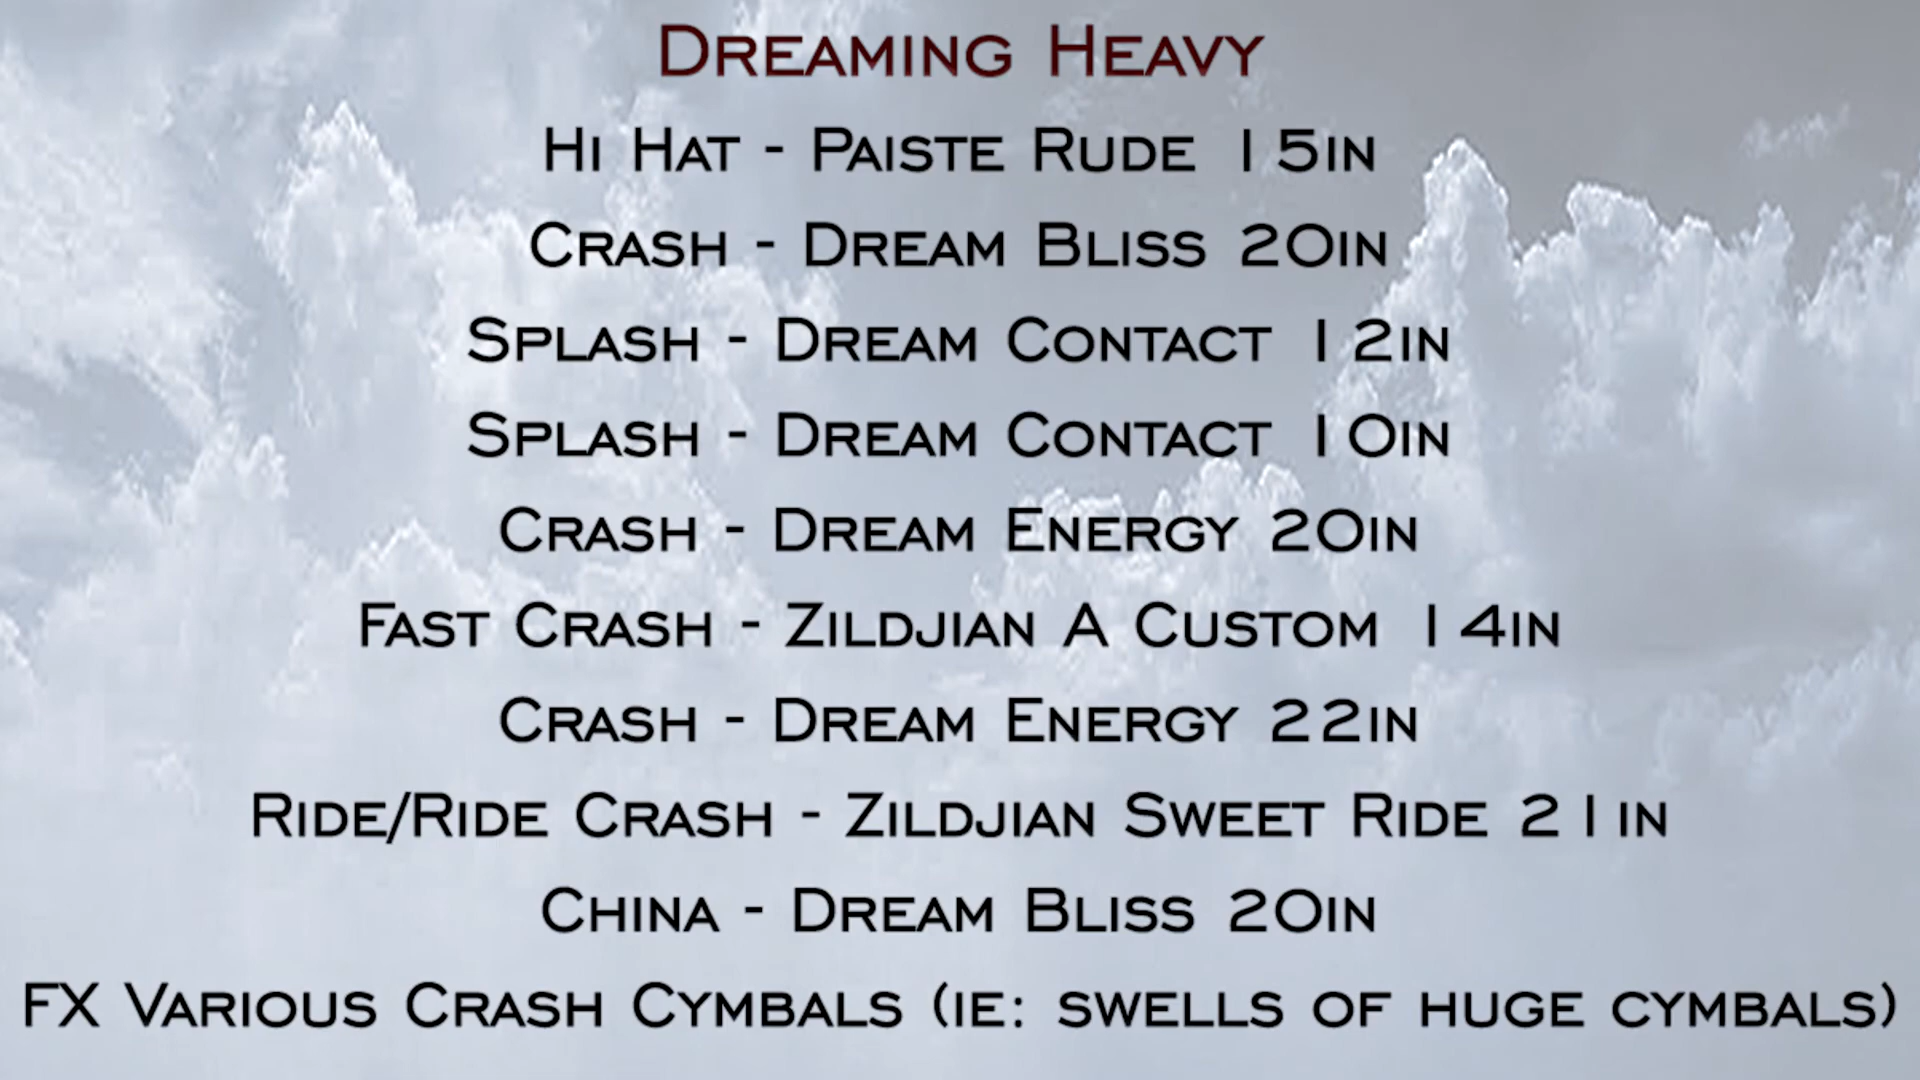 Dreaming Heavy
Hi Hat - Paiste Rude 15in
Crash - Dream Bliss 20in
Splash - Dream Contact 12in
Splash - Dream Contact 10in
Crash - Dream Energy 20in
Fast Crash - Zildjian A Custom 14in
Crash - Dream Energy 22in
Ride/Ride Crash - Zildjian Sweet Ride 21in
China - Dream Bliss 20in
FX Various Crash Cymbals (ie: swells of huge cymbals)